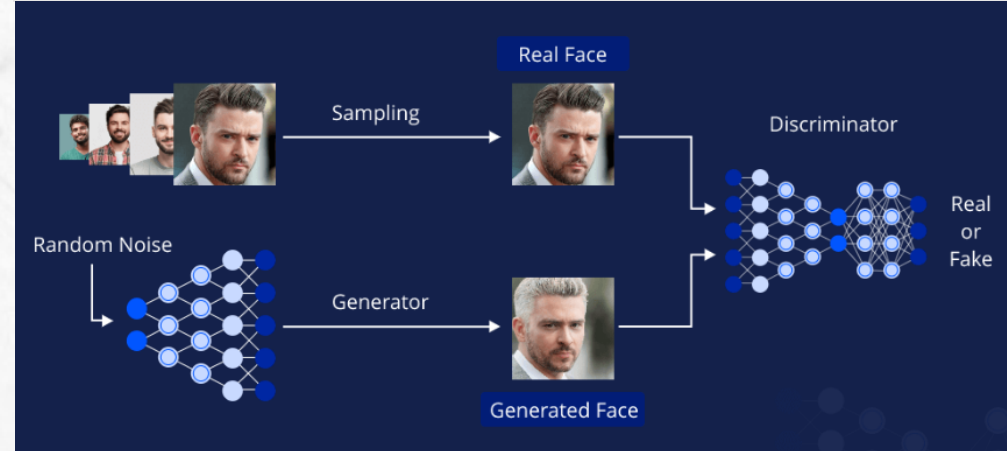 Real Face
Sampling
Discriminator
Real
or
Fake
Random Noise
Generator
Generated Face